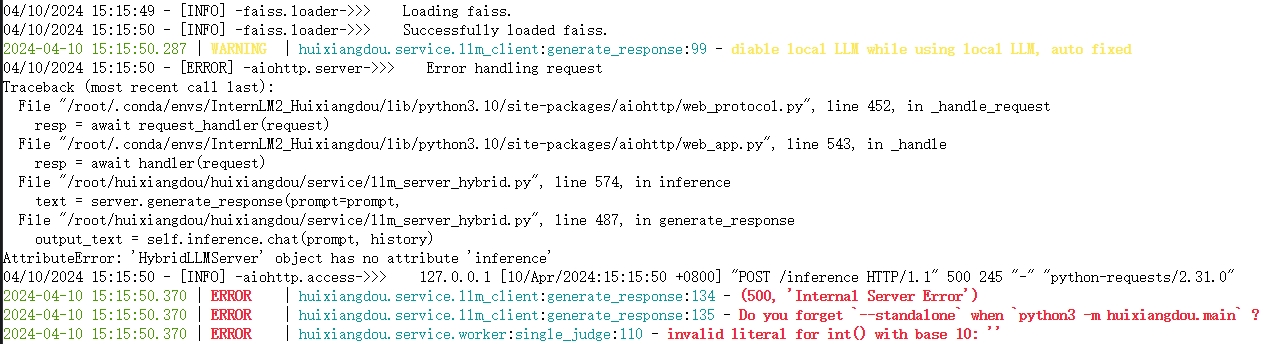 04/10/2024 15:15:49 - [INFO] -faiss.loader->>>    Loading faiss.
04/10/2024 15:15:50 - [INFO] -faiss.loader->>>    Successfully loaded faiss.
2024-04-10 15:15:50.287 | WARNING  | huixiangdou.service.llm_client:generate_response:99 - diable local LLM while using local LLM, auto fixed
04/10/2024 15:15:50 - [ERROR] -aiohttp.server->>>    Error handling request
Traceback (most recent call last):
  File "/root/.conda/envs/InternLM2_Huixiangdou/lib/python3.10/site-packages/aiohttp/web_protocol.py", line 452, in _handle_request
    resp = await request_handler(request)
  File "/root/.conda/envs/InternLM2_Huixiangdou/lib/python3.10/site-packages/aiohttp/web_app.py", line 543, in _handle
    resp = await handler(request)
  File "/root/huixiangdou/huixiangdou/service/llm_server_hybrid.py", line 574, in inference
    text = server.generate_response(prompt=prompt,
  File "/root/huixiangdou/huixiangdou/service/llm_server_hybrid.py", line 487, in generate_response
    output_text = self.inference.chat(prompt, history)
AttributeError: 'HybridLLMServer' object has no attribute 'inference'
04/10/2024 15:15:50 - [INFO] -aiohttp.access->>>    127.0.0.1 [10/Apr/2024:15:15:50 +0800] "POST /inference HTTP/1.1" 500 245 "-" "python-requests/2.31.0"
2024-04-10 15:15:50.370 | ERROR    | huixiangdou.service.llm_client:generate_response:134 - (500, 'Internal Server Error')
2024-04-10 15:15:50.370 | ERROR    | huixiangdou.service.llm_client:generate_response:135 - Do you forget `--standalone` when `python3 -m huixiangdou.main` ?
2024-04-10 15:15:50.370 | ERROR    | huixiangdou.service.worker:single_judge:110 - invalid literal for int() with base 10: ''